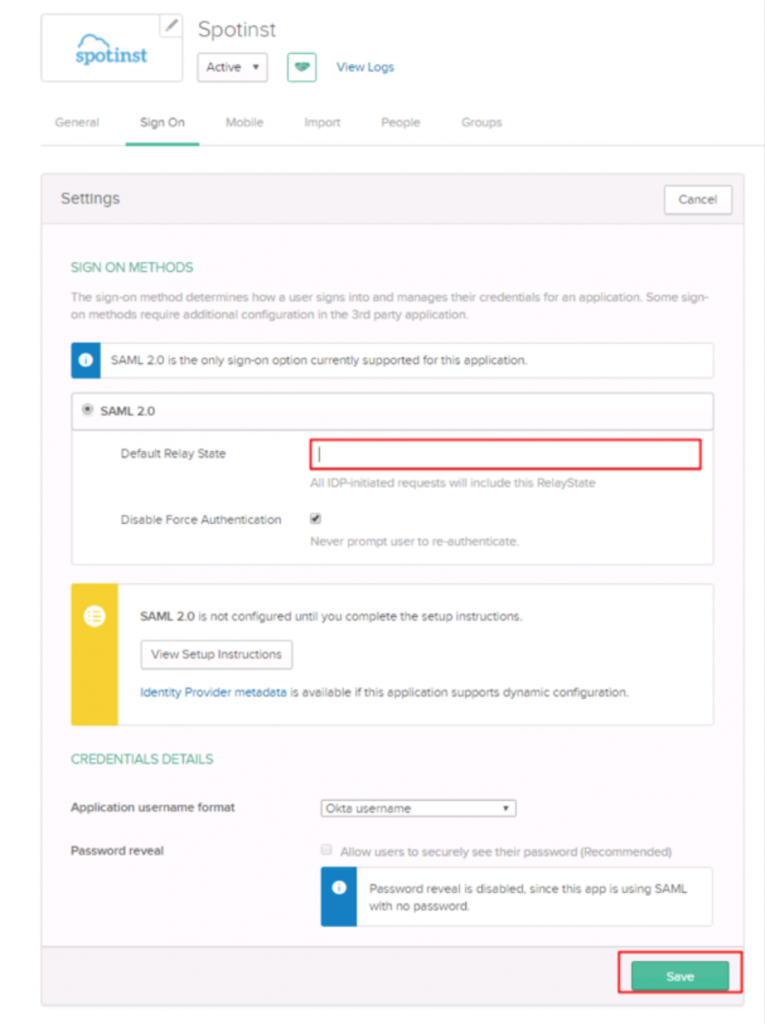 spotinst
Spotinst
Active
View Logs
General
Sign On
Mobile
Import
People
Groups
Settings
Cancel
SIGN ON METHODS
The sign-on method determines how a user signs into and manages their credentials for an application. Some sign-
on methods require additional configuration in the 3rd party application.
SAML 2.0 is the only sign-on option currently supported for this application.
SAML 2.0
Default Relay State
All IDP-initiated requests will include this RelayState
Disable Force Authentication
Never prompt user to re-authenticate.
SAML 2.0 is not configured until you complete the setup instructions.
View Setup Instructions
Identity Provider metadata is available if this application supports dynamic configuration.
CREDENTIALS DETAILS
Application username format
Okta username
Password reveal
Allow users to securely see their password (Recommended)
Password reveal is disabled, since this app is using SAML
with no password.
Save